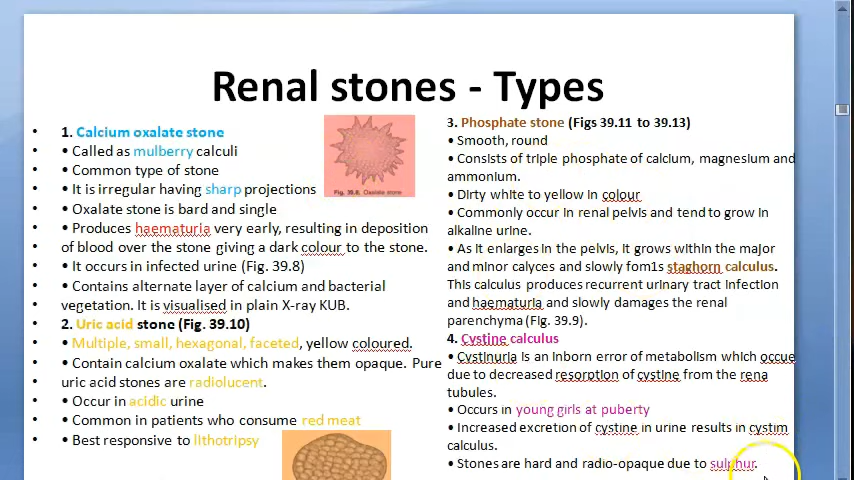 Renal stones - Types
• 1. Calcium oxalate stone
• • Called as mulberry calculi
• • Common type of stone
• • It is irregular having sharp projections
• • Oxalate stone is bard and single
• • Produces haematuria very early, resulting in deposition
• of blood over the stone giving a dark colour to the stone.
• • It occurs in infected urine (Fig. 39.8)
• • Contains alternate layer of calcium and bacterial
• vegetation. It is visualised in plain X-ray KUB.
• 2. Uric acid stone (Fig. 39.10)
• • Multiple, small, hexagonal, faceted, yellow coloured.
• • Contain calcium oxalate which makes them opaque. Pure
• uric acid stones are radiolucent.
• • Occur in acidic urine
• • Common in patients who consume red meat
• • Best responsive to lithotripsy
Fig. 39.8. Oxalate stone
3. Phosphate stone (Figs 39.11 to 39.13)
• Smooth, round
• Consists of triple phosphate of calcium, magnesium and
ammonium.
• Dirty white to yellow in colour
• Commonly occur in renal pelvis and tend to grow in
alkaline urine.
• As it enlarges in the pelvis, it grows within the major
and minor calyces and slowly fom1s staghorn calculus.
This calculus produces recurrent urinary tract infection
and haematuria and slowly damages the renal
parenchyma (Fig. 39.9).
4. Cystine calculus
• Cystinuria is an inborn error of metabolism which occue
due to decreased resorption of cystine from the rena
tubules.
• Occurs in young girls at puberty
• Increased excretion of cystine in urine results in cystim
calculus.
• Stones are hard and radio-opaque due to sulphur.